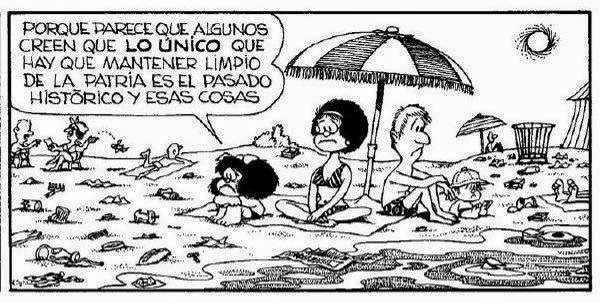 PORQUE PARECE QUE ALGUNOS
CREEN QUE LO ÚNICO QUE
HAY QUE MANTENER LIMPIO
DE LA PATRIA ES EL PASADO
HISTÓRICO Y ESAS COSAS